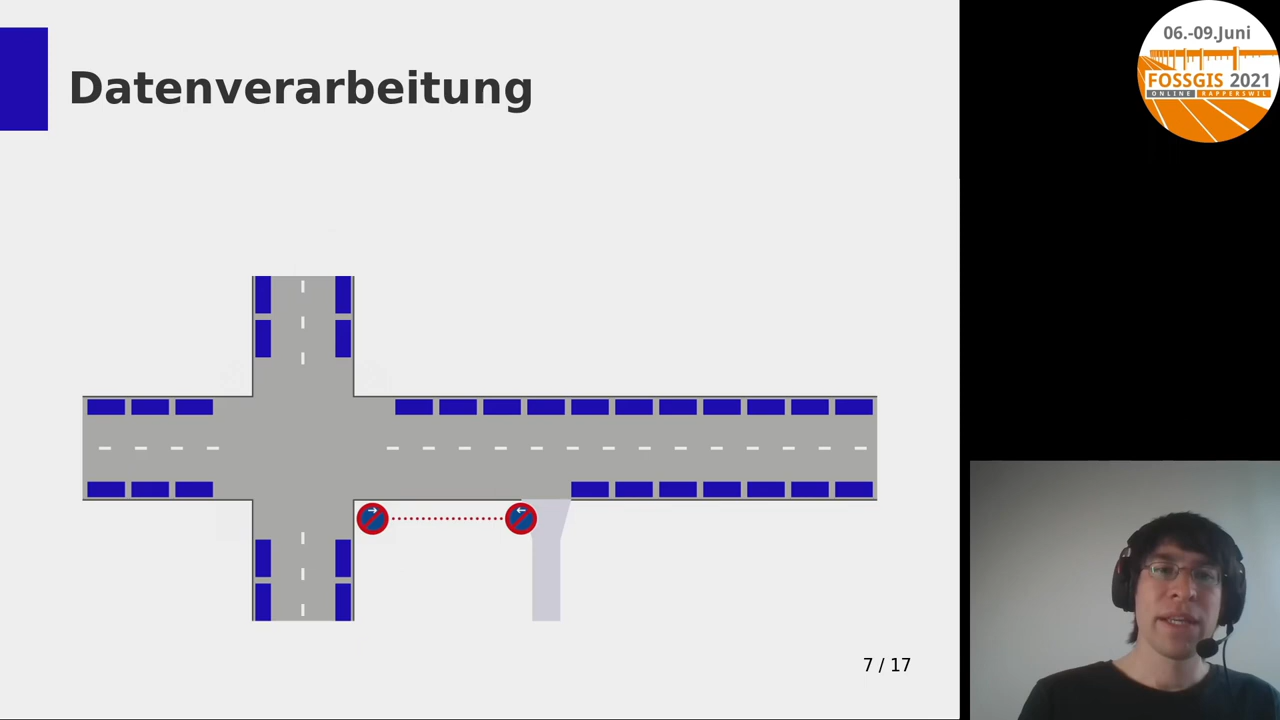 Datenverarbeitung
7 / 17
06.-09.Juni
FOSSGIS 2021
ONLINE RAPPERSWIL